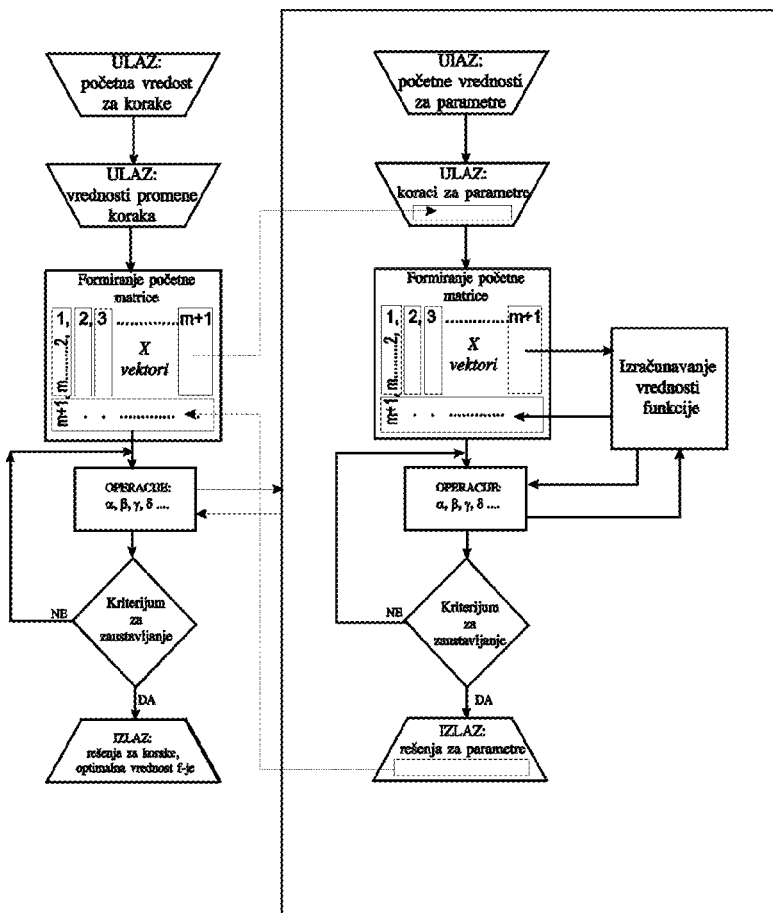 ULAZ:
početna vredost
za korake
ULAZ:
vrednosti promene
koraka
Formiranje početne
matrice
1, 2, 3 .................. m+1
m.......2,
X
vektori
m+1,
. . ............. .
OPERACIJE:
α, β, γ, δ ....
NE
Kriterijum
za
zaustavljanje
DA
IZLAZ:
rešenja za korake,
optimalna vrednost f-je
UlAZ:
početne vrednosti
za parametre
ULAZ:
koraci za parametre
Formiranje početne
matrice
1, 2, 3 .................. m+1
m.......2,
X
vektori
m+1,
. . .............
Izračunavanje
vrednosti
funkcije
OPERACIJE:
α, β, γ, δ ....
NE
Kriterijum
za
zaustavljanje
DA
IZLAZ:
rešenja za parametre